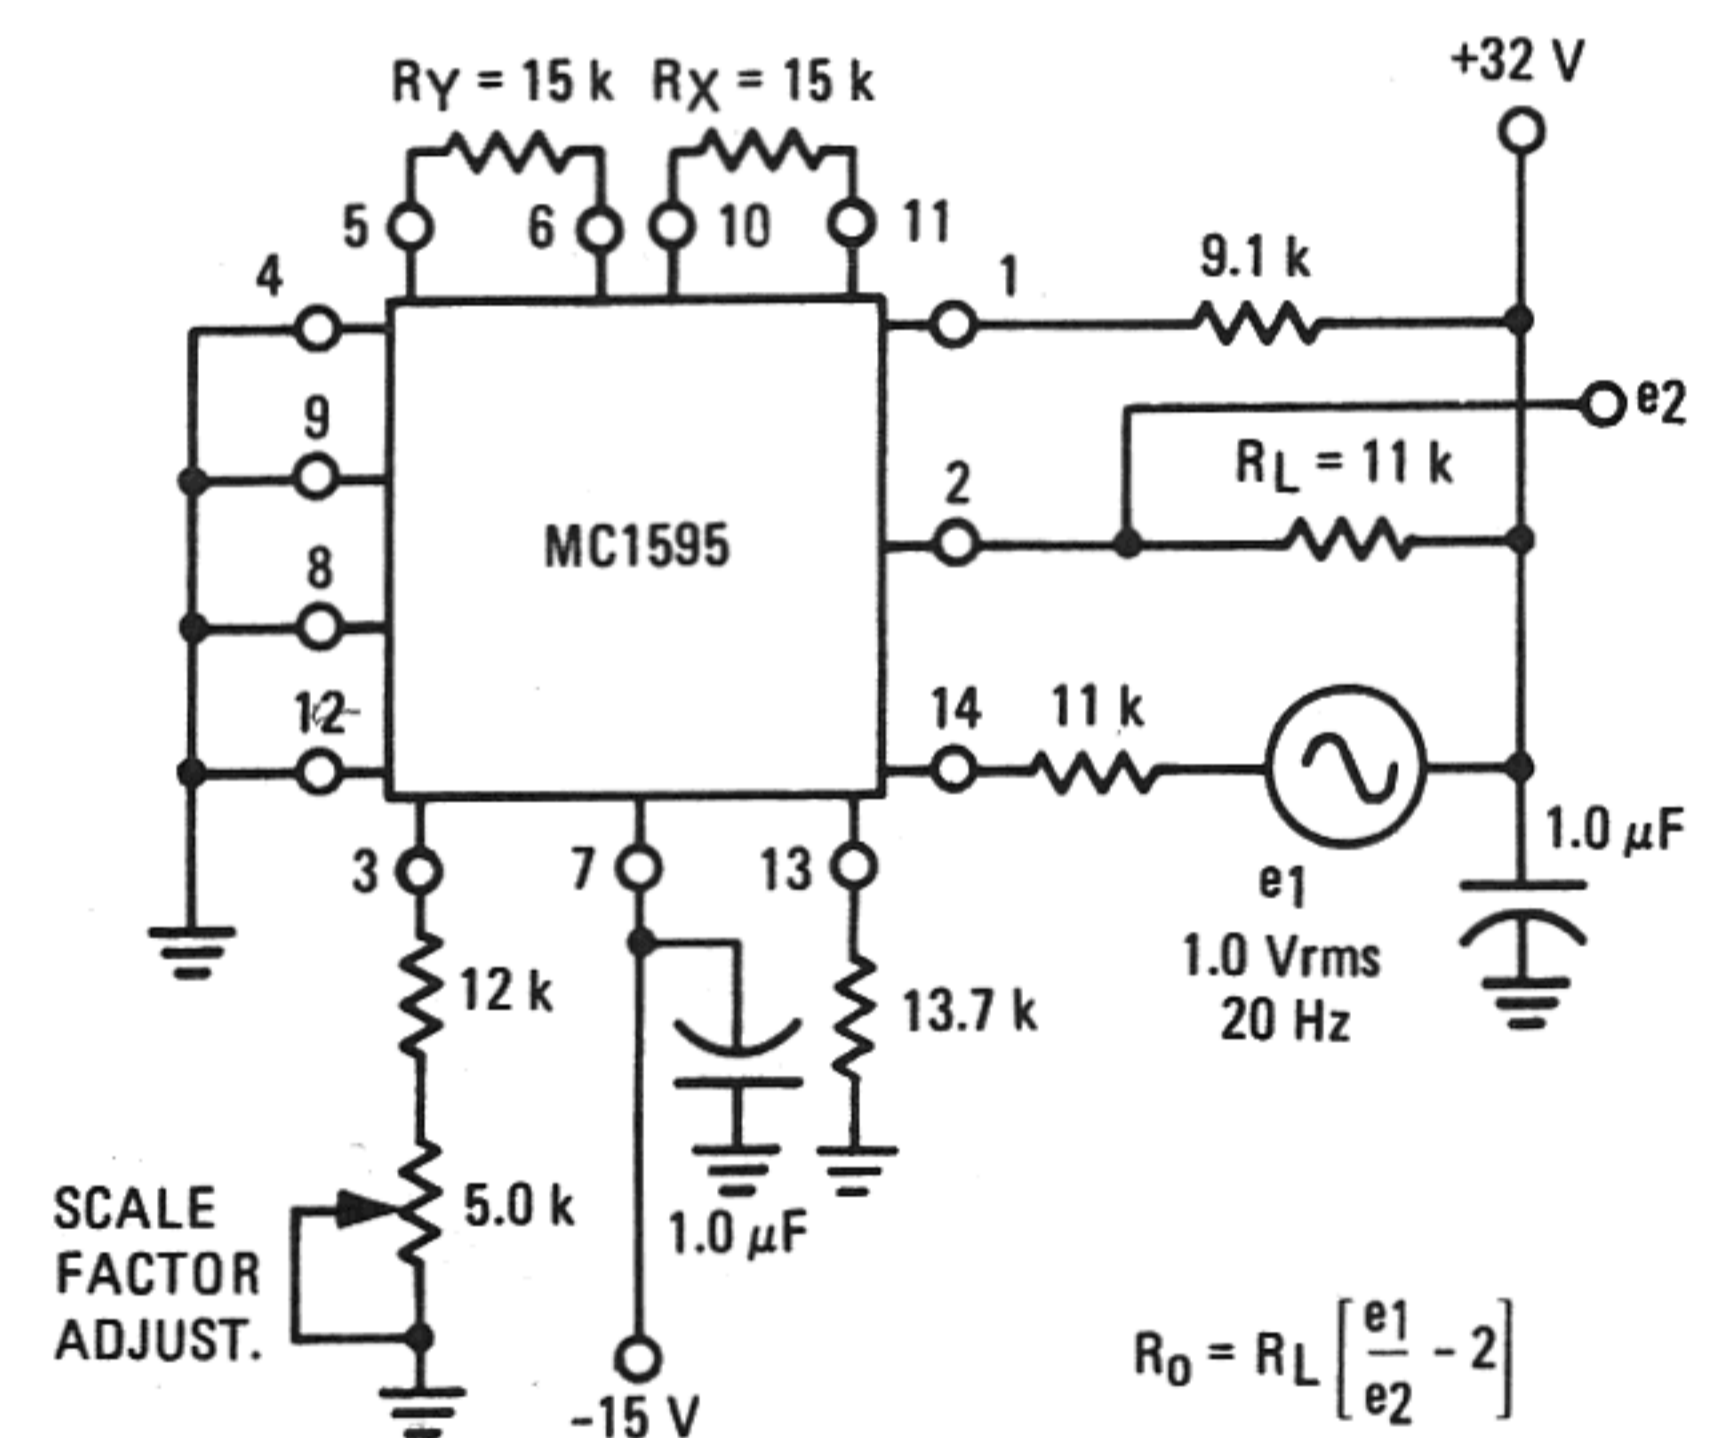 RY = 15 k
RX = 15 k
+32 V
5
6
10
11
4
1
9.1 k
e2
9
2
RL = 11 k
MC1595
8
12
14
11 k
3
7
13
1.0 µF
e1
1.0 Vrms
20 Hz
12 k
13.7 k
SCALE
FACTOR
ADJUST.
5.0 k
1.0 µF
-15 V
Ro = RL [e1/e2 - 2]